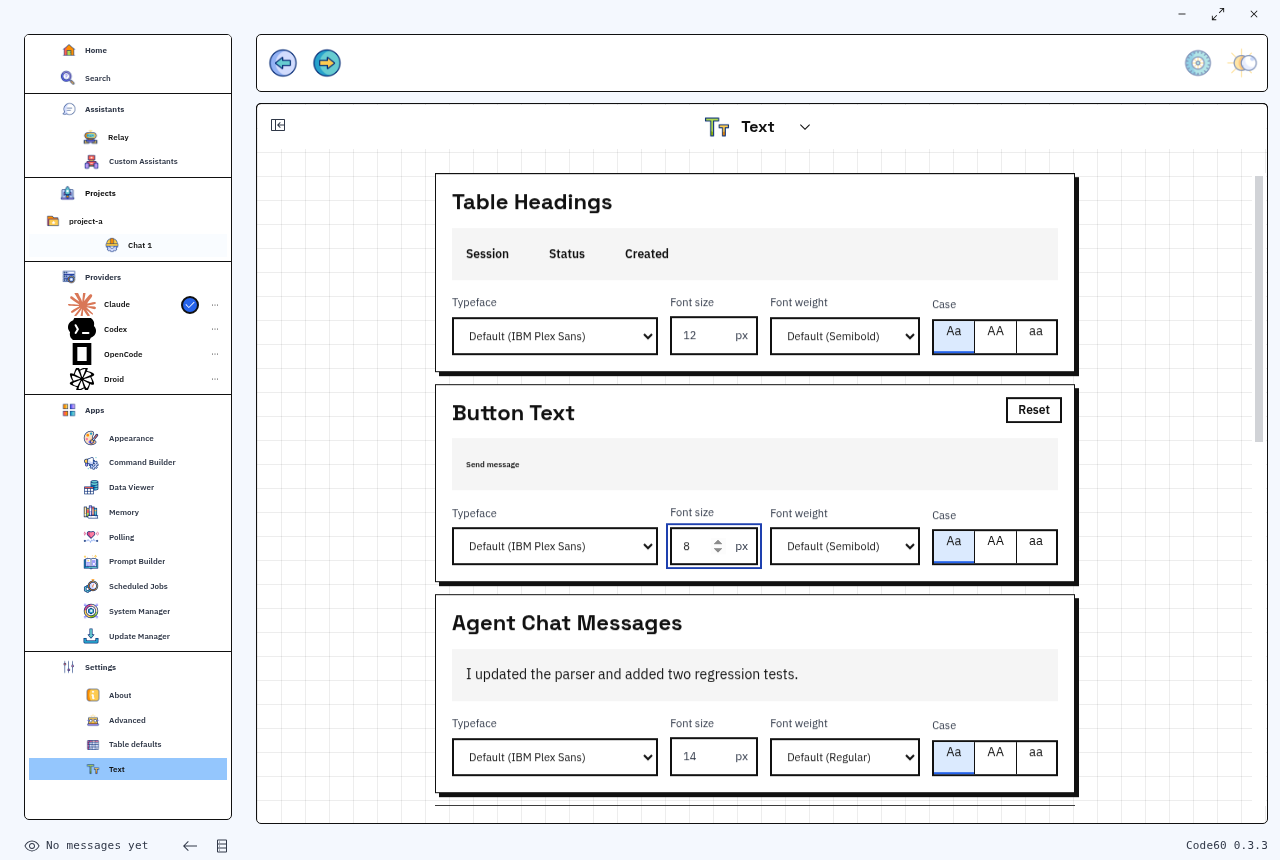 Home
Search
Assistants
Relay
Custom Assistants
Projects
project-a
Chat 1
Providers
Claude
Codex
OpenCode
Droid
Apps
Appearance
Command Builder
Data Viewer
Memory
Polling
Prompt Builder
Scheduled Jobs
System Manager
Update Manager
Settings
About
Advanced
Table defaults
Text
No messages yet
Text
Table Headings
Session Status Created
Typeface Font size Font weight Case
Default (IBM Plex Sans) 12 px Default (Semibold) Aa AA aa
Button Text Reset
Send message
Typeface Font size Font weight Case
Default (IBM Plex Sans) 8 px Default (Semibold) Aa AA aa
Agent Chat Messages
I updated the parser and added two regression tests.
Typeface Font size Font weight Case
Default (IBM Plex Sans) 14 px Default (Regular) Aa AA aa
Code60 0.3.3